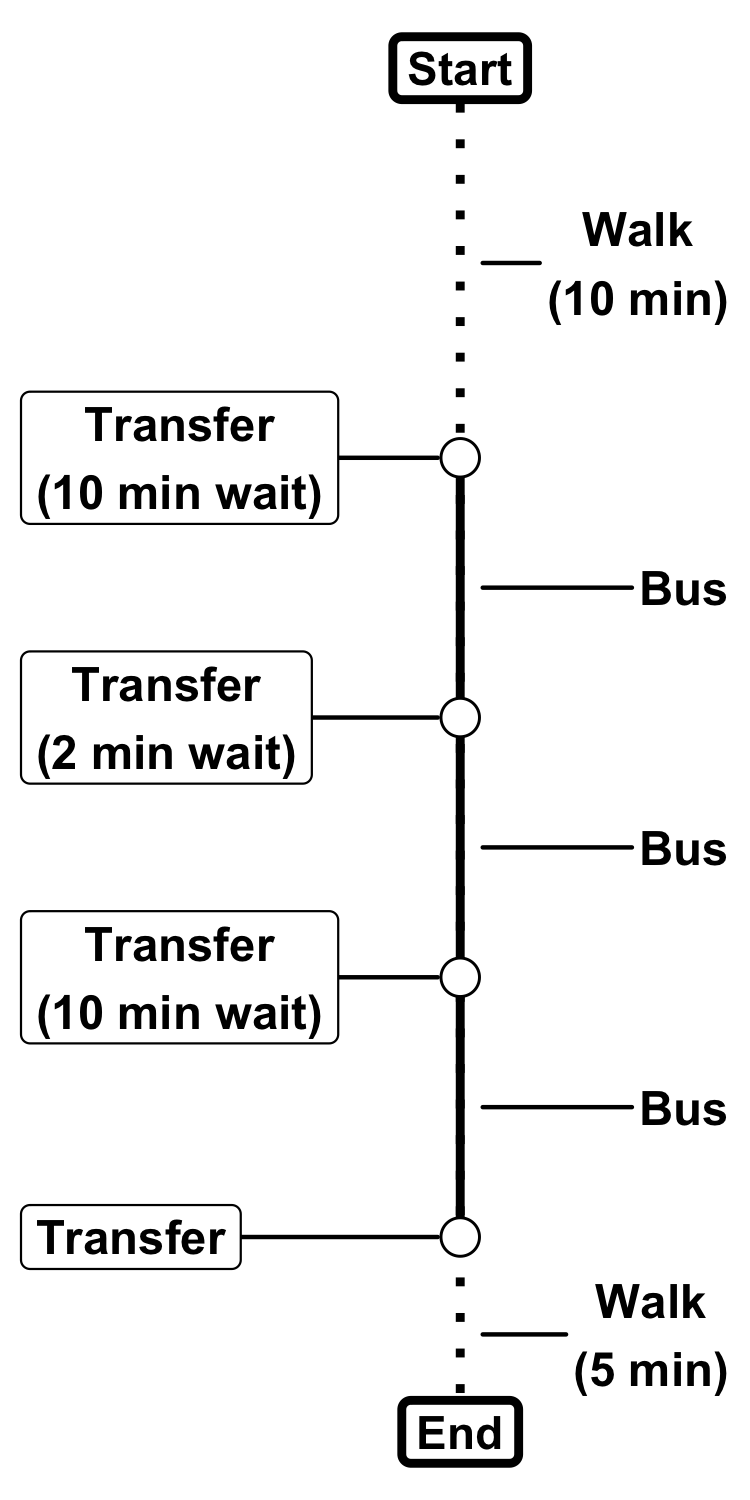 Start
Walk
(10 min)
Transfer
(10 min wait)
Bus
Transfer
(2 min wait)
Bus
Transfer
(10 min wait)
Bus
Transfer
Walk
(5 min)
End